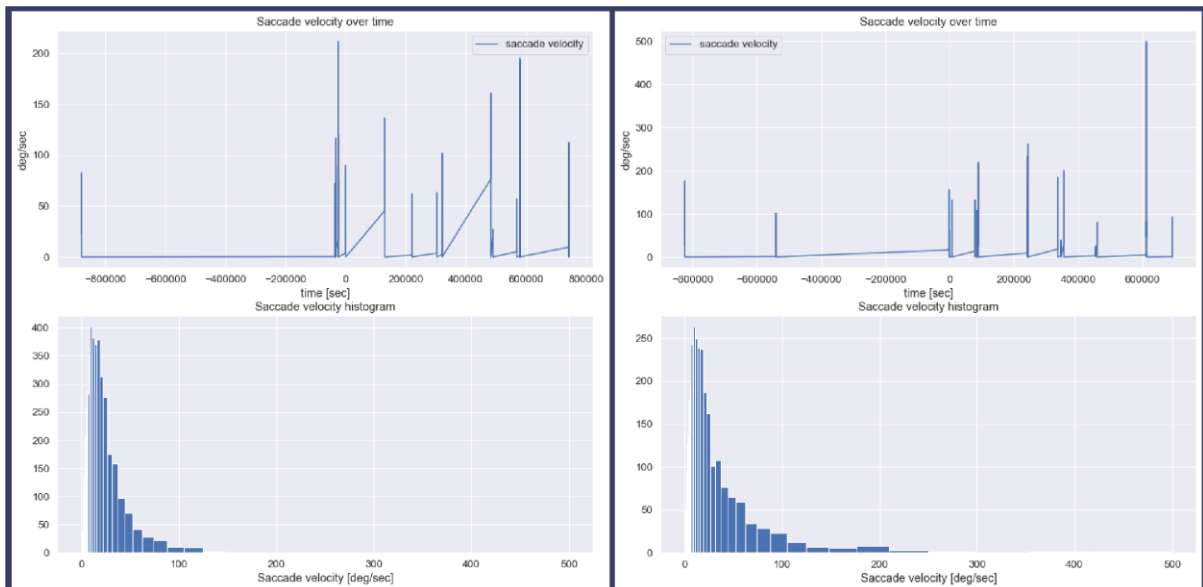 Saccade velocity over time
saccade velocity
deg/sec
200
150
100
50
0
−800000 −600000 −400000 −200000 0 200000 400000 600000 800000
time [sec]
Saccade velocity histogram
400
350
300
250
200
150
100
50
0
0 100 200 300 400 500
Saccade velocity [deg/sec]
Saccade velocity over time
saccade velocity
deg/sec
500
400
300
200
100
0
−800000 −600000 −400000 −200000 0 200000 400000 600000
time [sec]
Saccade velocity histogram
250
200
150
100
50
0
0 100 200 300 400 500
Saccade velocity [deg/sec]